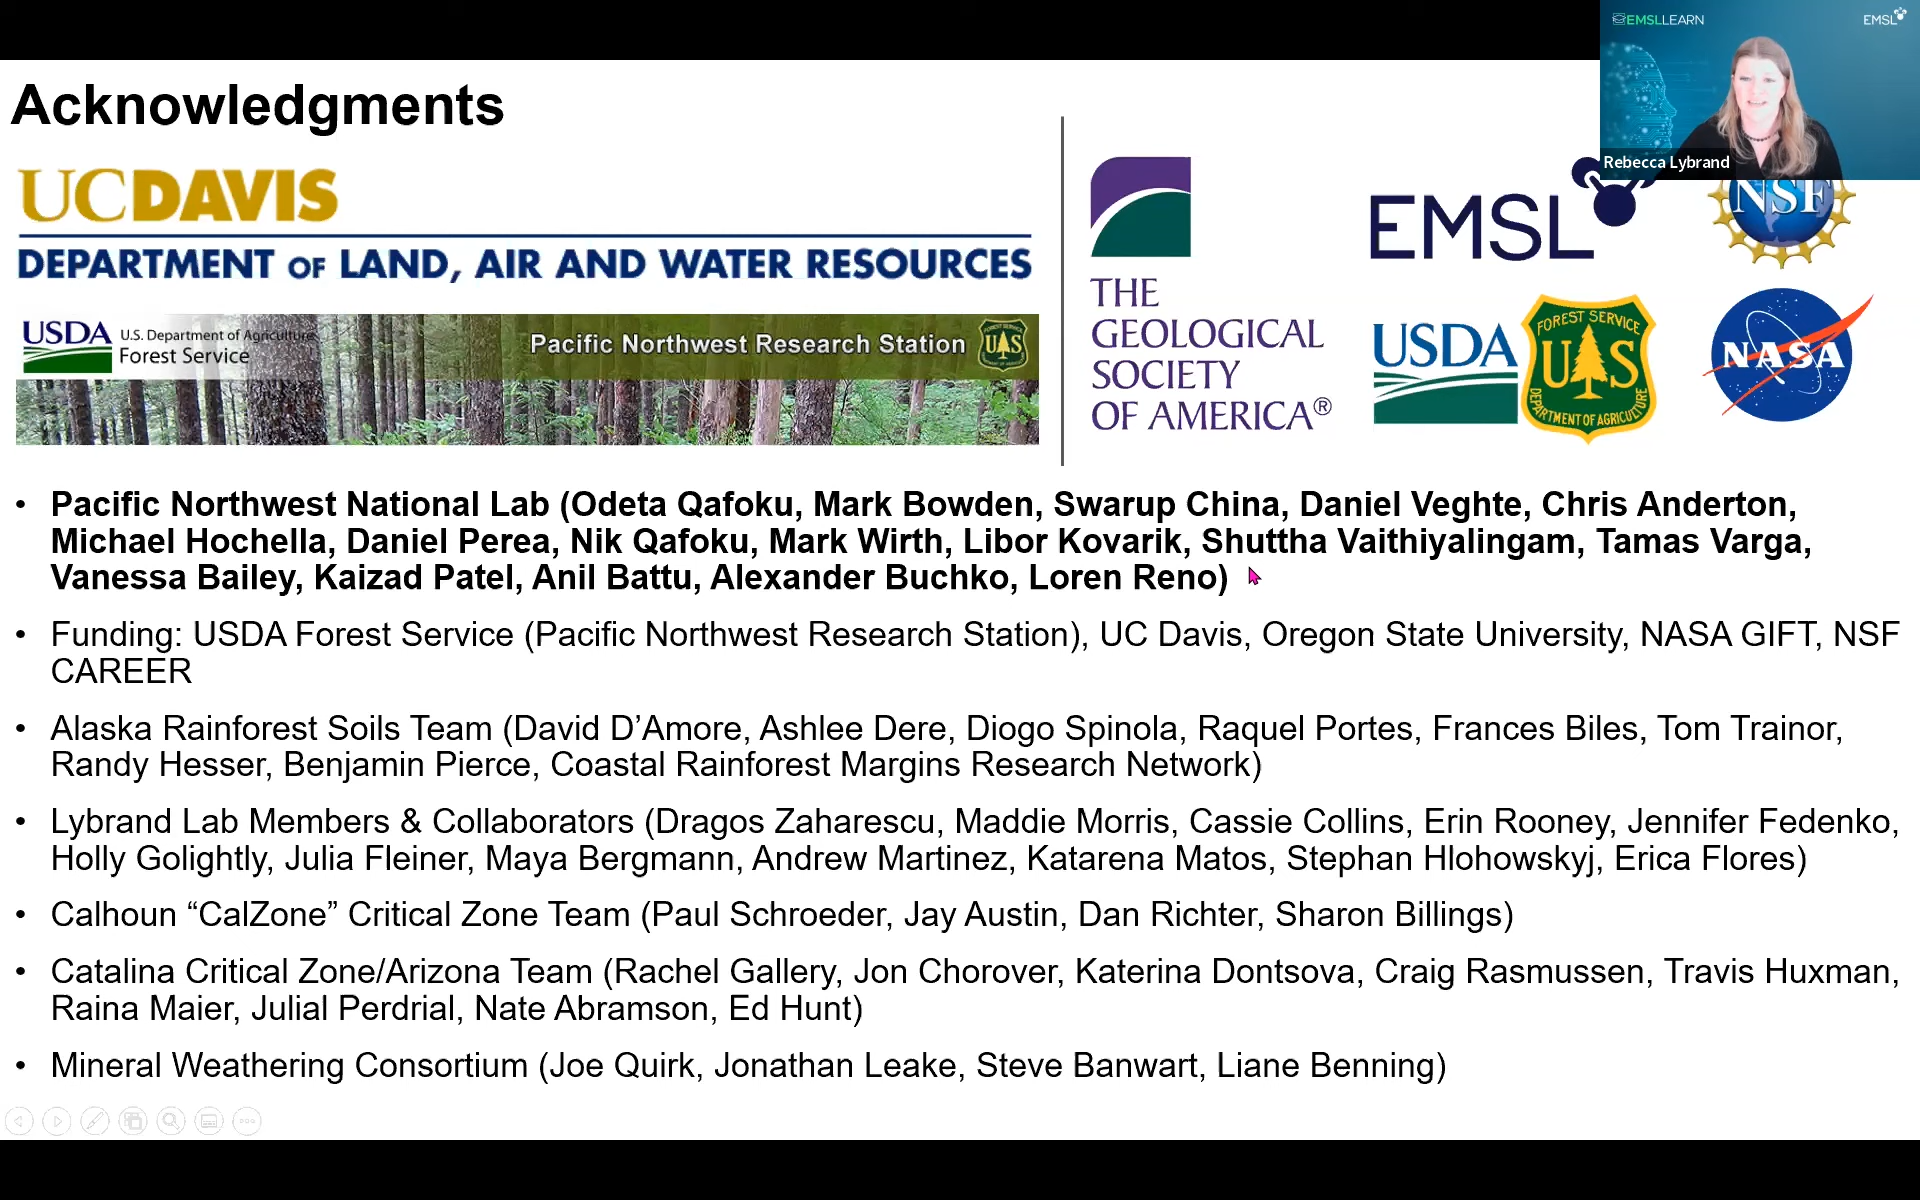 EMSLLEARN
EMSL
Rebecca Lybrand
Acknowledgments
UCDAVIS
DEPARTMENT OF LAND, AIR AND WATER RESOURCES
USDA
U.S. Department of Agriculture
Forest Service
Pacific Northwest Research Station
FOREST SERVICE
UAS
THE
GEOLOGICAL
SOCIETY
OF AMERICA®
EMSL
NSF
USDA
FOREST SERVICE
U S
DEPARTMENT OF AGRICULTURE
NASA
• Pacific Northwest National Lab (Odeta Qafoku, Mark Bowden, Swarup China, Daniel Veghte, Chris Anderton,
Michael Hochella, Daniel Perea, Nik Qafoku, Mark Wirth, Libor Kovarik, Shuttha Vaithiyalingam, Tamas Varga,
Vanessa Bailey, Kaizad Patel, Anil Battu, Alexander Buchko, Loren Reno)
• Funding: USDA Forest Service (Pacific Northwest Research Station), UC Davis, Oregon State University, NASA GIFT, NSF
CAREER
• Alaska Rainforest Soils Team (David D’Amore, Ashlee Dere, Diogo Spinola, Raquel Portes, Frances Biles, Tom Trainor,
Randy Hesser, Benjamin Pierce, Coastal Rainforest Margins Research Network)
• Lybrand Lab Members & Collaborators (Dragos Zaharescu, Maddie Morris, Cassie Collins, Erin Rooney, Jennifer Fedenko,
Holly Golightly, Julia Fleiner, Maya Bergmann, Andrew Martinez, Katarena Matos, Stephan Hlohowskyj, Erica Flores)
• Calhoun “CalZone” Critical Zone Team (Paul Schroeder, Jay Austin, Dan Richter, Sharon Billings)
• Catalina Critical Zone/Arizona Team (Rachel Gallery, Jon Chorover, Katerina Dontsova, Craig Rasmussen, Travis Huxman,
Raina Maier, Julial Perdrial, Nate Abramson, Ed Hunt)
• Mineral Weathering Consortium (Joe Quirk, Jonathan Leake, Steve Banwart, Liane Benning)